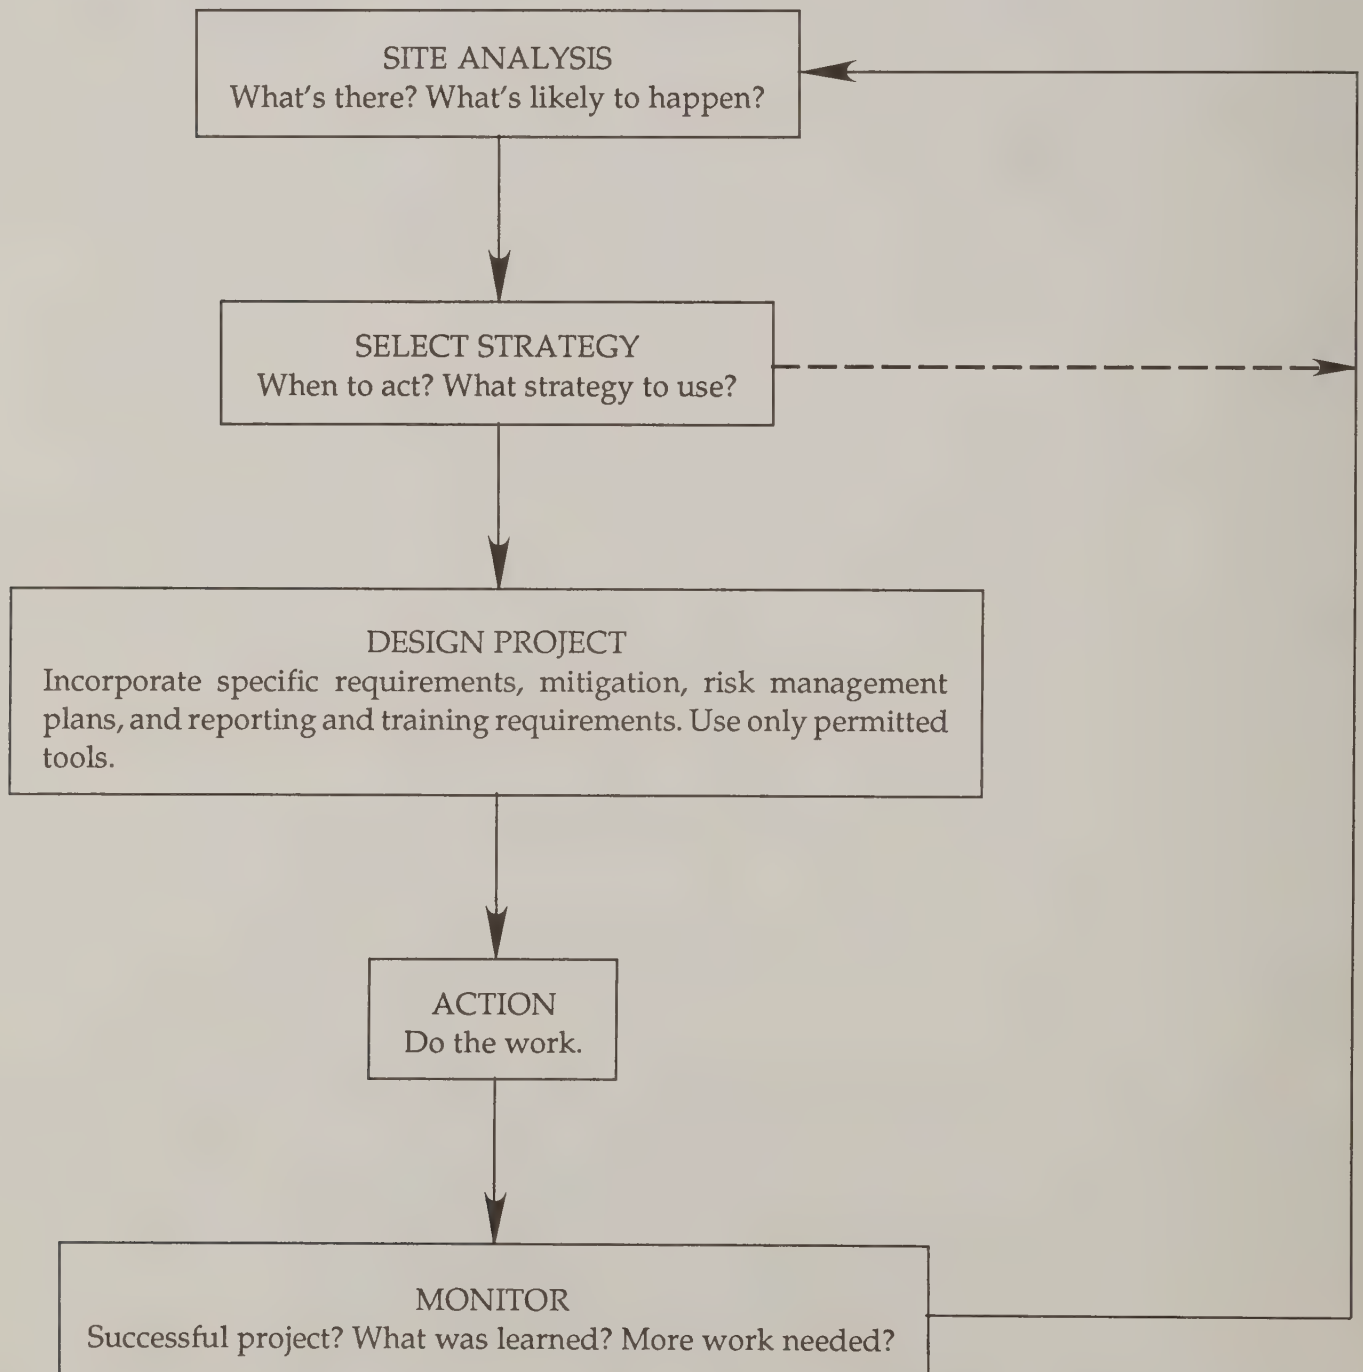 SITE ANALYSIS
What's there? What's likely to happen?
SELECT STRATEGY
When to act? What strategy to use?
DESIGN PROJECT
Incorporate specific requirements, mitigation, risk management
plans, and reporting and training requirements. Use only permitted
tools.
ACTION
Do the work.
MONITOR
Successful project? What was learned? More work needed?